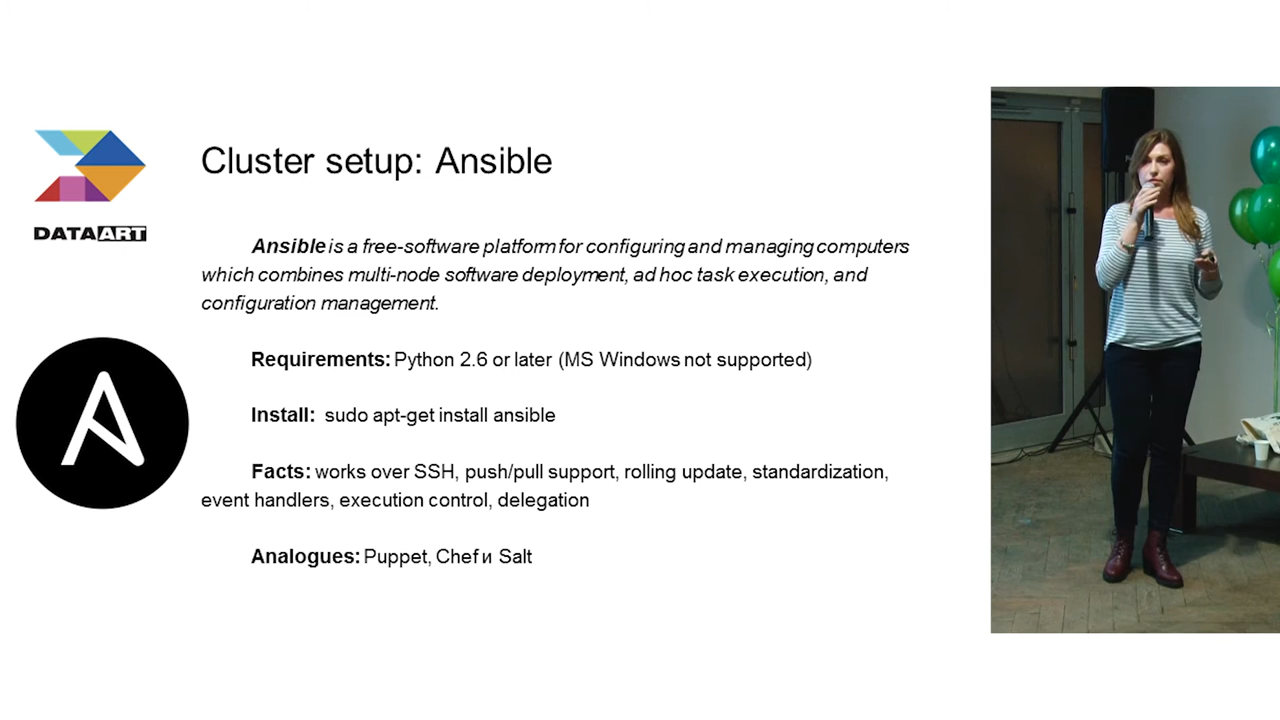 DATAART
Cluster setup: Ansible
Ansible is a free-software platform for configuring and managing computers
which combines multi-node software deployment, ad hoc task execution, and
configuration management.
Requirements: Python 2.6 or later (MS Windows not supported)
Install: sudo apt-get install ansible
Facts: works over SSH, push/pull support, rolling update, standardization,
event handlers, execution control, delegation
Analogues: Puppet, Chef и Salt